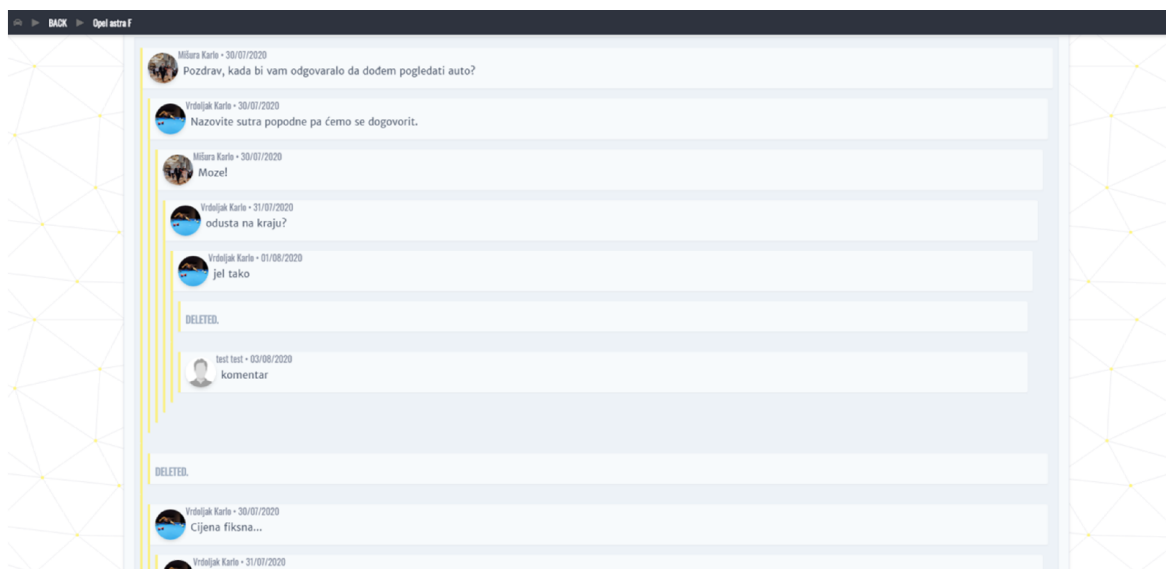 BACK Opel astra F
Mišura Karlo • 30/07/2020
Pozdrav, kada bi vam odgovaralo da dođem pogledati auto?
Vrdoljak Karlo • 30/07/2020
Nazovite sutra popodne pa ćemo se dogovorit.
Mišura Karlo • 30/07/2020
Moze!
Vrdoljak Karlo • 31/07/2020
odusta na kraju?
Vrdoljak Karlo • 01/08/2020
jel tako
DELETED.
test test • 03/08/2020
komentar
DELETED.
Vrdoljak Karlo • 30/07/2020
Cijena fiksna...
Vrdoljak Karlo • 31/07/2020